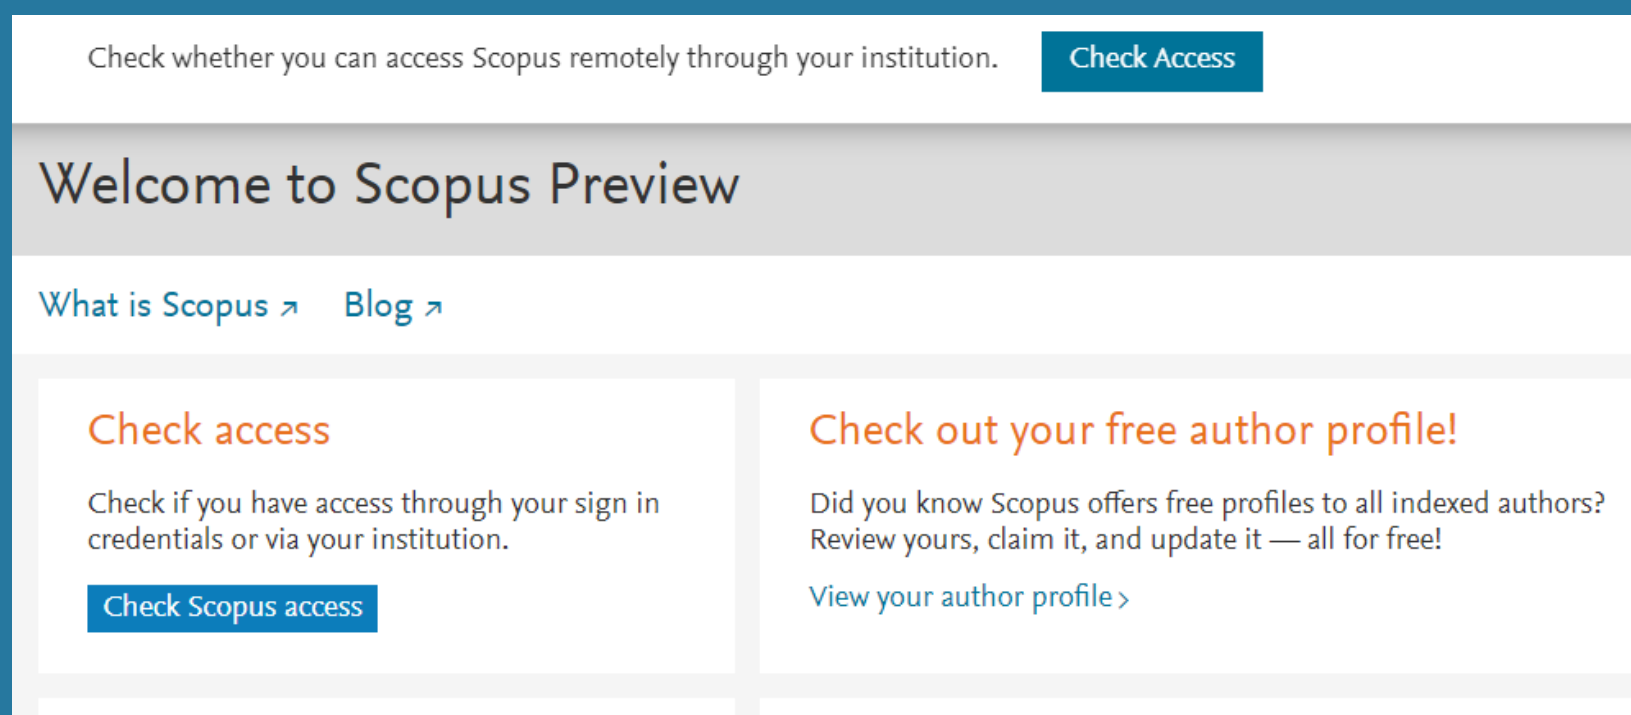 Check whether you can access Scopus remotely through your institution. Check Access
Welcome to Scopus Preview
What is Scopus ↗ Blog ↗
Check access
Check if you have access through your sign in
credentials or via your institution.
Check Scopus access
Check out your free author profile!
Did you know Scopus offers free profiles to all indexed authors?
Review yours, claim it, and update it — all for free!
View your author profile >